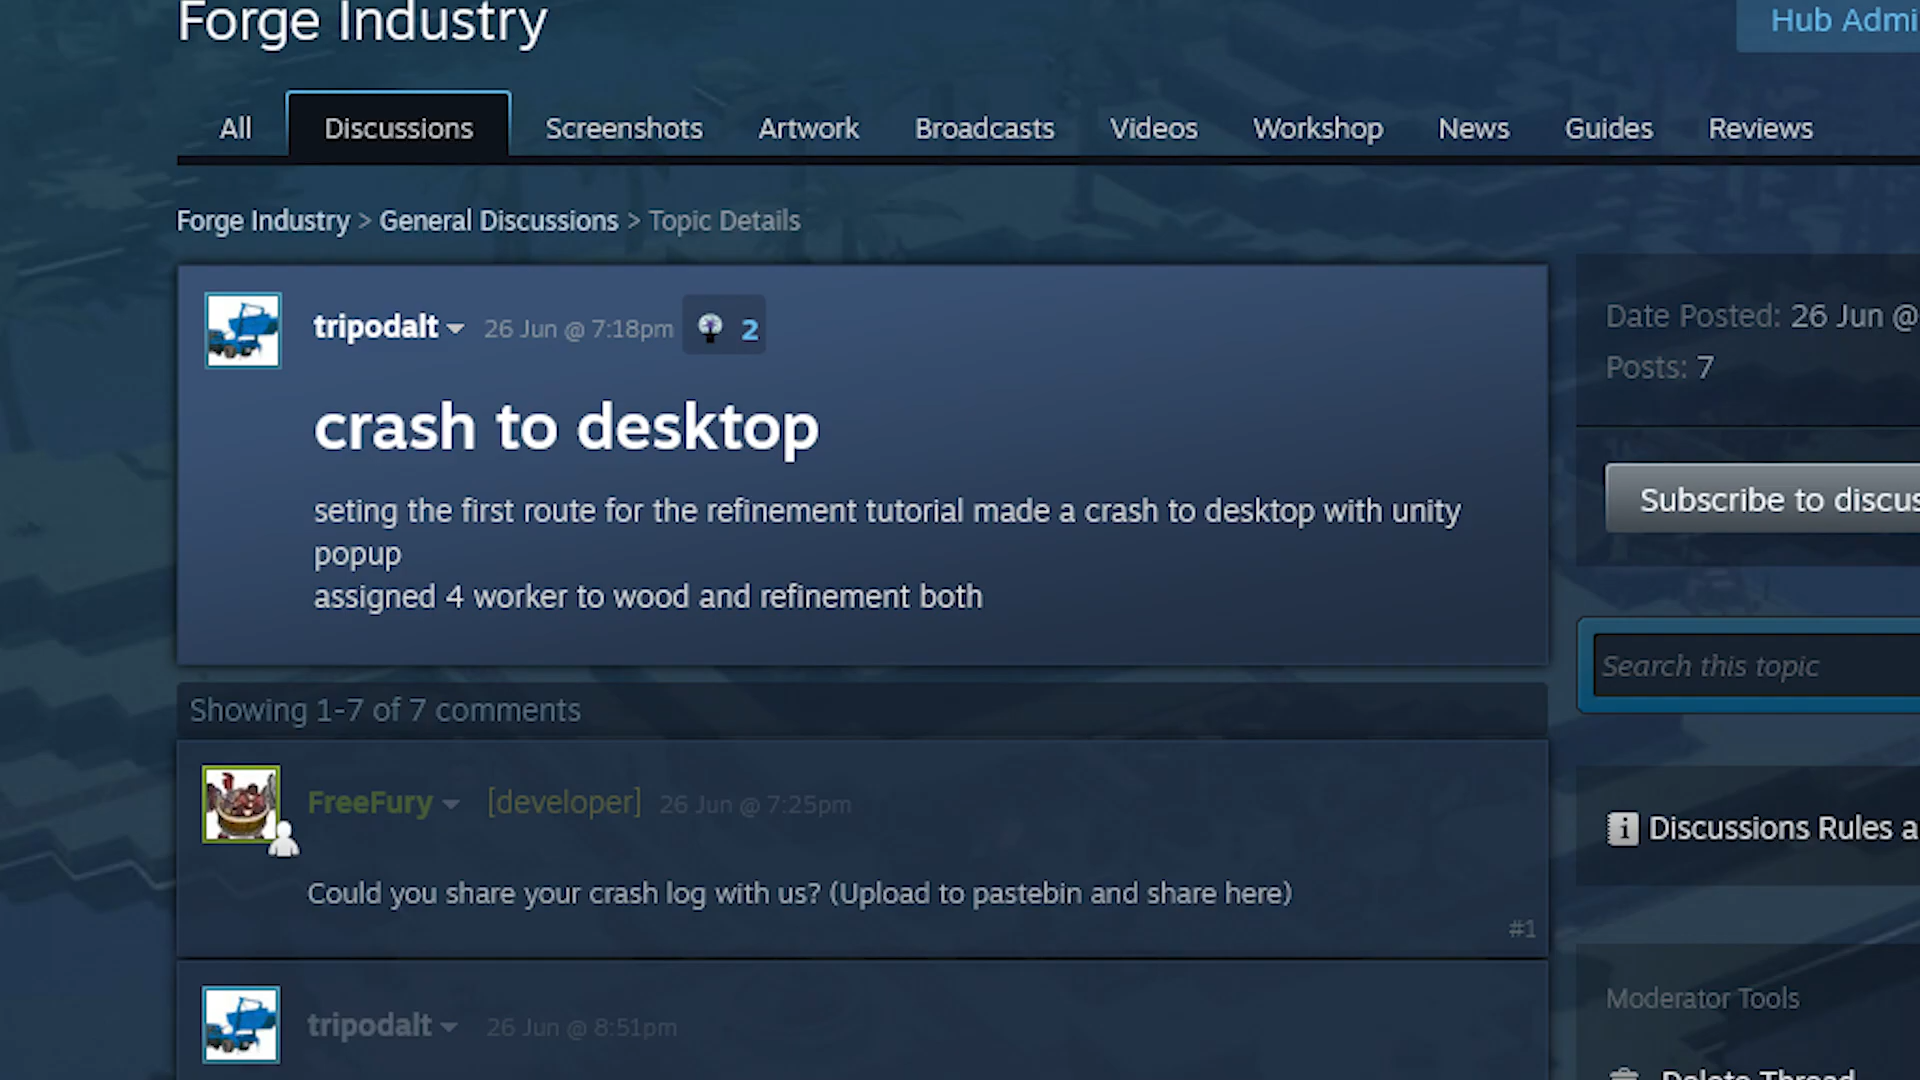 Forge Industry
Hub Admi
All
Discussions
Screenshots
Artwork
Broadcasts
Videos
Workshop
News
Guides
Reviews
Forge Industry > General Discussions > Topic Details
tripodalt 26 Jun @ 7:18pm 2
crash to desktop
seting the first route for the refinement tutorial made a crash to desktop with unity
popup
assigned 4 worker to wood and refinement both
Date Posted: 26 Jun @
Posts: 7
Subscribe to discus
Search this topic
Showing 1-7 of 7 comments
FreeFury [developer] 26 Jun @ 7:25pm
Could you share your crash log with us? (Upload to pastebin and share here)
#1
Discussions Rules a
tripodalt 26 Jun @ 8:51pm
Moderator Tools
Delete Thread